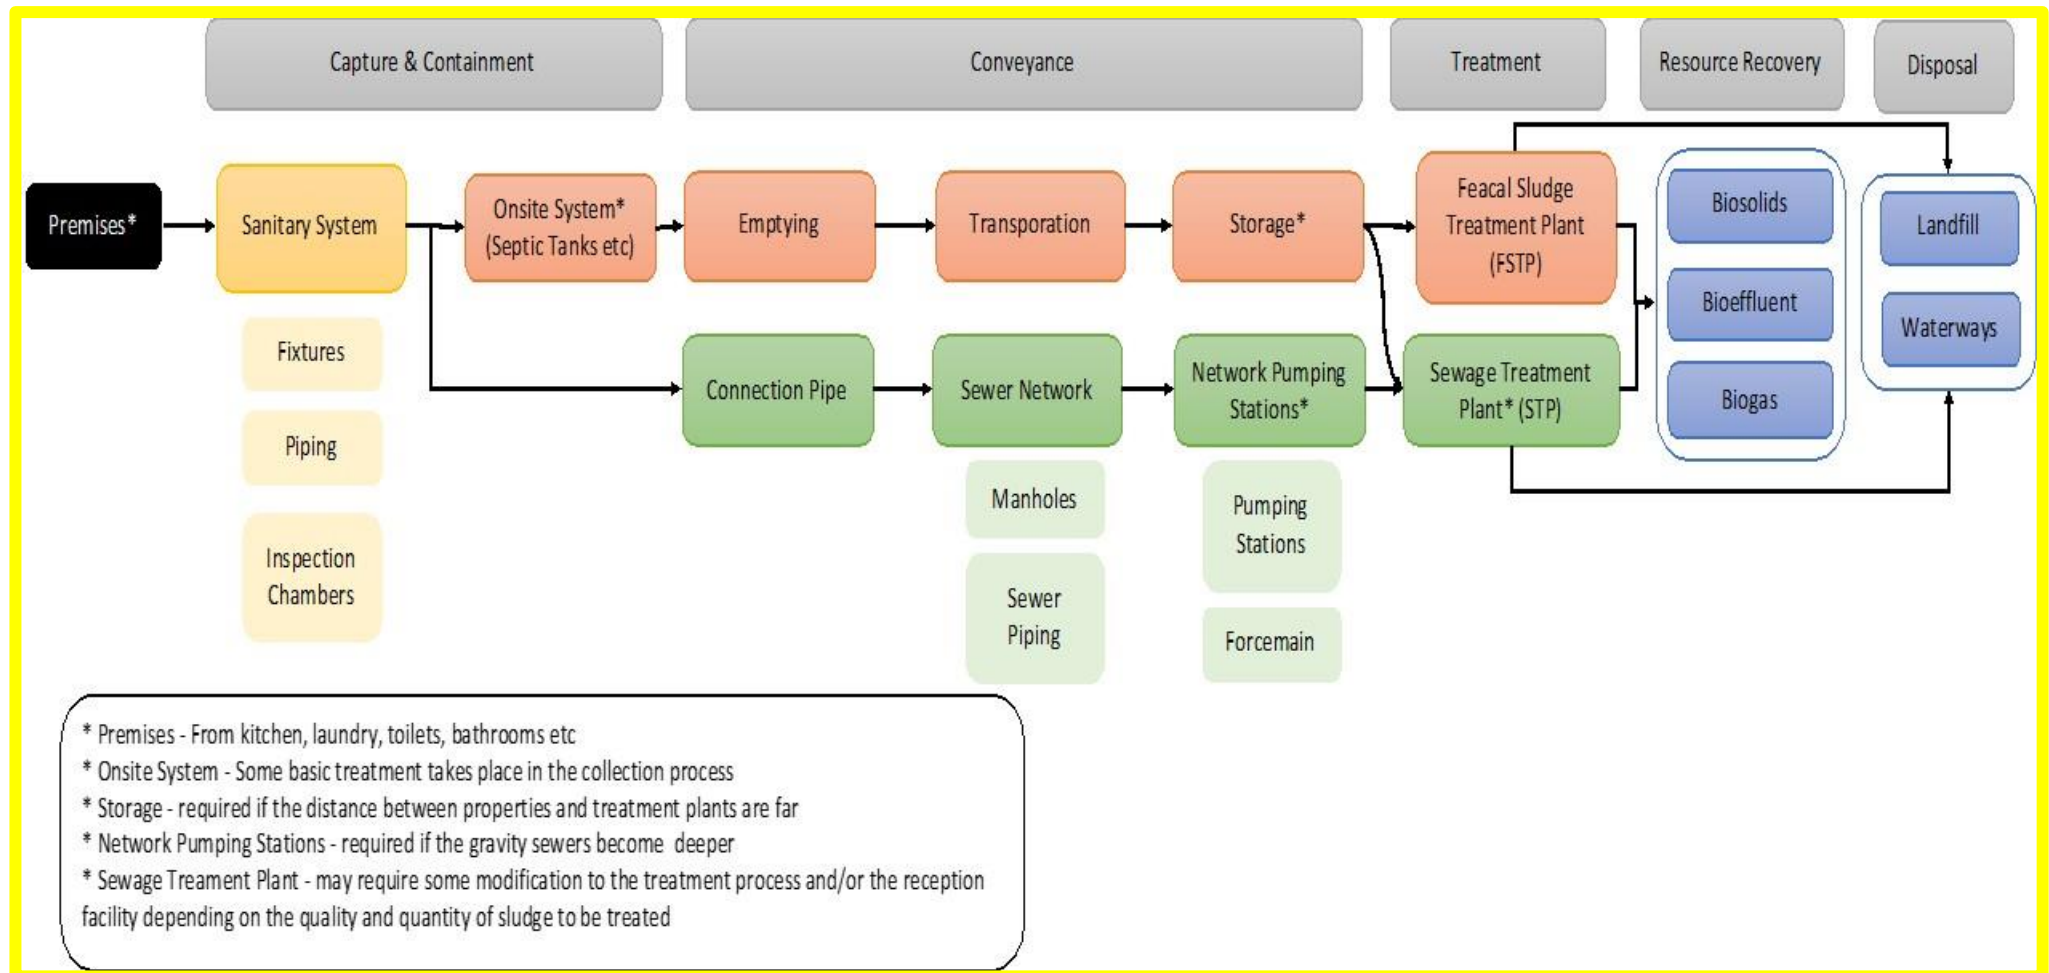 Capture & Containment
Conveyance
Treatment
Resource Recovery
Disposal
Premises*
Sanitary System
Onsite System*
(Septic Tanks etc)
Emptying
Transporation
Storage*
Feacal Sludge
Treatment Plant
(FSTP)
Biosolids
Bioeffluent
Biogas
Landfill
Waterways
Connection Pipe
Sewer Network
Network Pumping
Stations*
Sewage Treatment
Plant* (STP)
Fixtures
Piping
Inspection
Chambers
Manholes
Sewer
Piping
Pumping
Stations
Forcemain
* Premises - From kitchen, laundry, toilets, bathrooms etc
* Onsite System - Some basic treatment takes place in the collection process
* Storage - required if the distance between properties and treatment plants are far
* Network Pumping Stations - required if the gravity sewers become deeper
* Sewage Treament Plant - may require some modification to the treatment process and/or the reception
facility depending on the quality and quantity of sludge to be treated